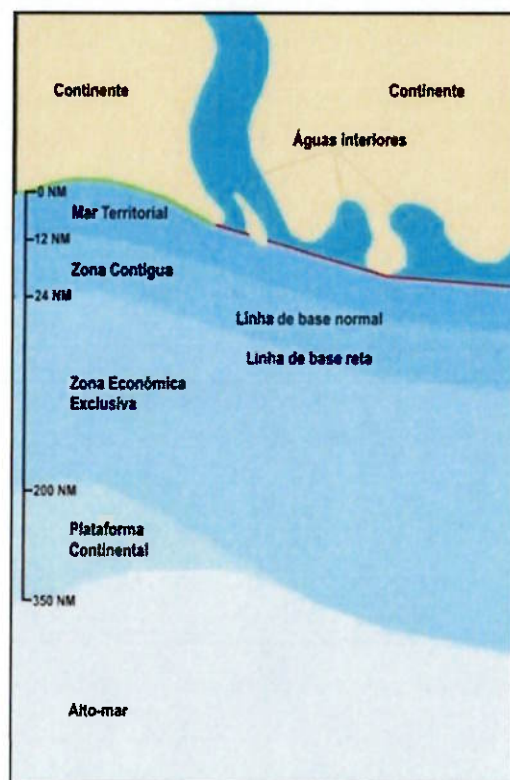 Continente
Continente
Águas interiores
0 NM
Mar Territorial
12 NM
Zona Contígua
24 NM
Linha de base normal
Linha de base reta
Zona Econômica
Exclusiva
200 NM
Plataforma
Continental
350 NM
Alto-mar